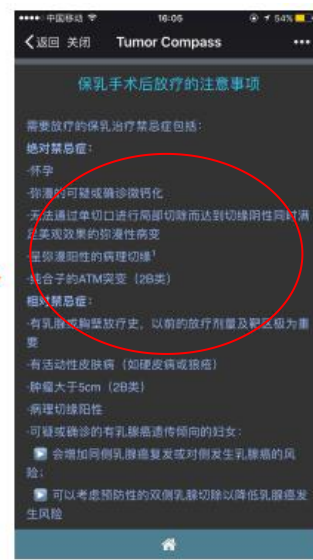 中国移动 16:05 54%
返回 关闭 Tumor Compass
保乳手术后放疗的注意事项
需要放疗的保乳治疗禁忌症包括：
绝对禁忌症：
·怀孕
·弥漫的可疑或确诊微钙化
·无法通过单切口进行局部切除而达到切缘阴性同时满
足美观效果的弥漫性病变
·呈弥漫阳性的病理切缘¹
·纯合子的ATM突变（2B类）
相对禁忌症：
·有乳腺或胸壁放疗史，以前的放疗剂量及靶区极为重
要
·有活动性皮肤病（如硬皮病或狼疮）
·肿瘤大于5cm（2B类）
·病理切缘阳性
·可疑或确诊的有乳腺癌遗传倾向的妇女：
会增加同侧乳腺癌复发或对侧发生乳腺癌的风
险；
可以考虑预防性的双侧乳腺切除以降低乳腺癌发
生风险